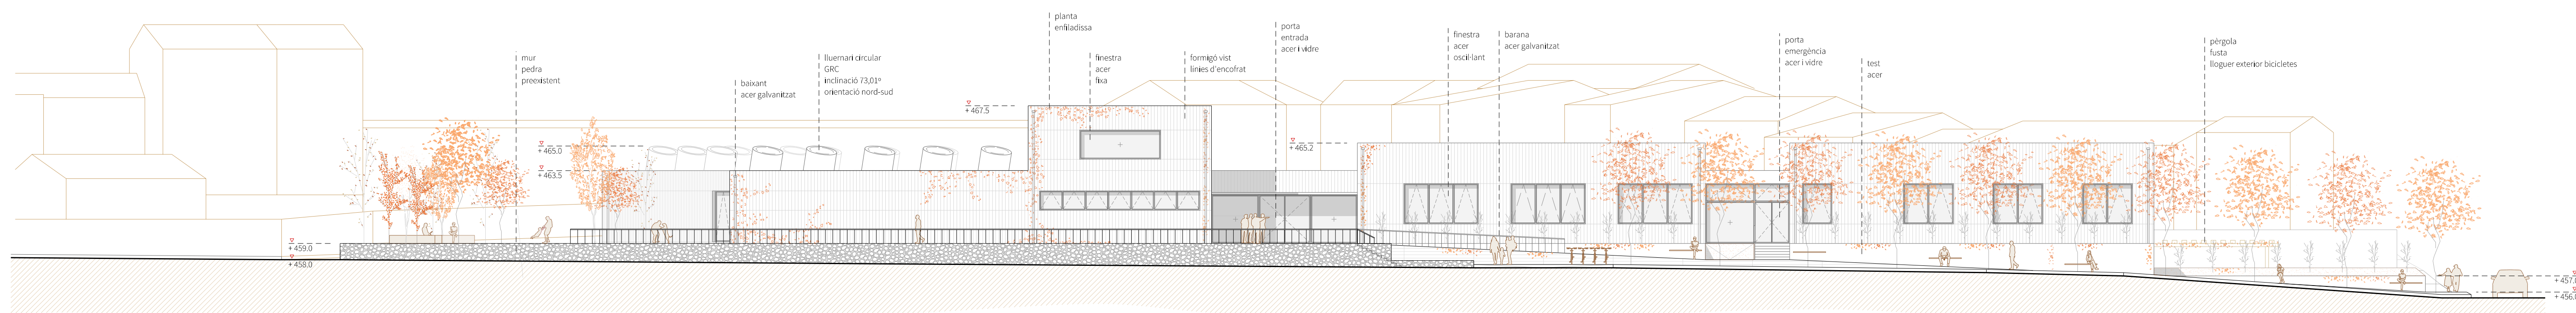 mur
pedra
preexistent
baixant
acer galvanitzat
lluernari circular
GRC
inclinació 73,01º
orientació nord-sud
planta
enfiladissa
finestra
acer
fixa
formigó vist
línies d'encofrat
porta
entrada
acer i vidre
finestra
acer
oscil·lant
barana
acer galvanitzat
porta
emergència
acer i vidre
test
acer
pèrgola
fusta
lloguer exterior bicicletes
+ 467.5
+ 465.0
+ 463.5
+ 465.2
+ 459.0
+ 458.0